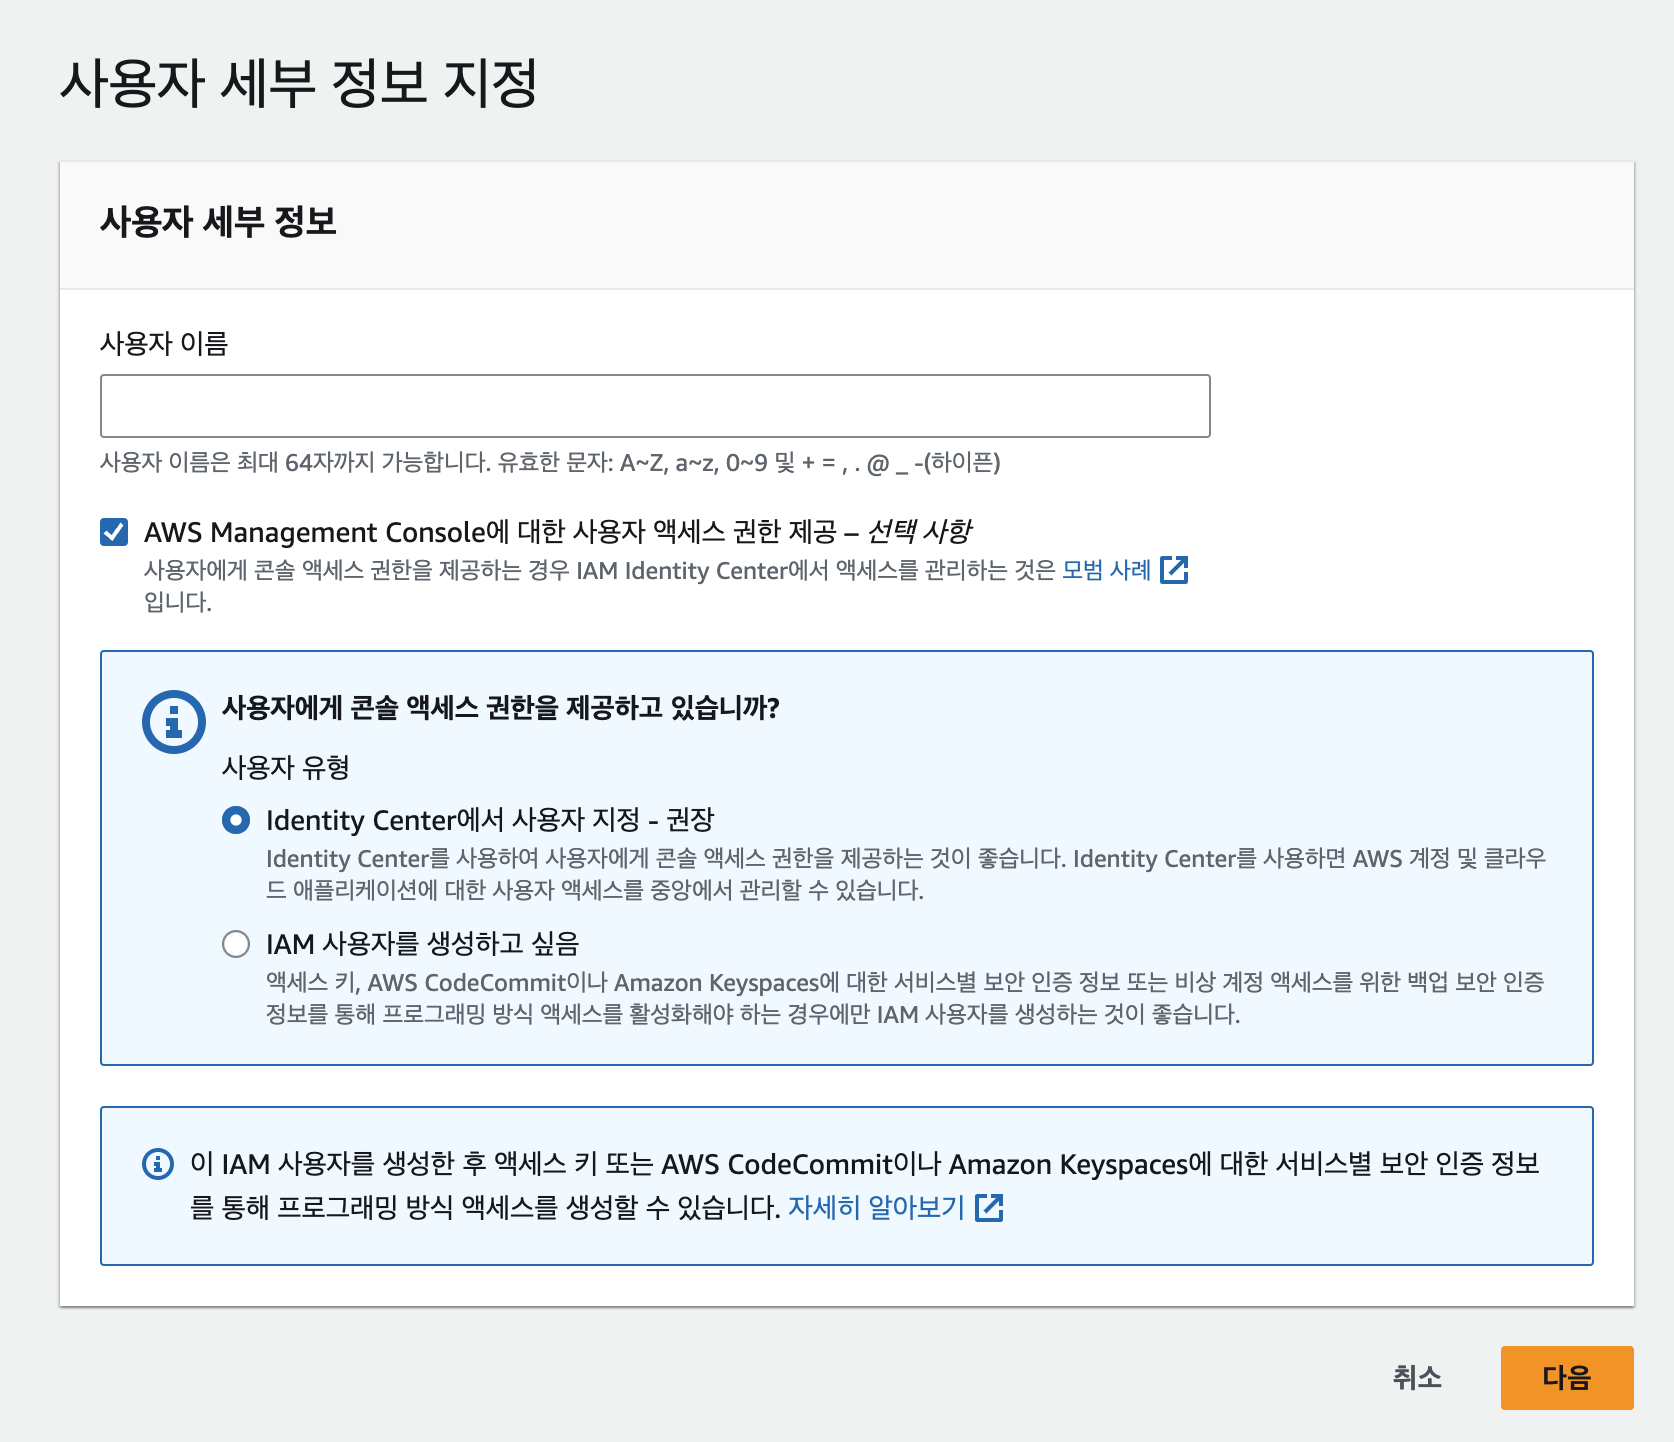 사용자 세부 정보 지정
사용자 세부 정보
사용자 이름
사용자 이름은 최대 64자까지 가능합니다. 유효한 문자: A~Z, a~z, 0~9 및 + = , . @ _ -(하이픈)
AWS Management Console에 대한 사용자 액세스 권한 제공 – 선택 사항
사용자에게 콘솔 액세스 권한을 제공하는 경우 IAM Identity Center에서 액세스를 관리하는 것은 모범 사례
입니다.
사용자에게 콘솔 액세스 권한을 제공하고 있습니까?
사용자 유형
Identity Center에서 사용자 지정 - 권장
Identity Center를 사용하여 사용자에게 콘솔 액세스 권한을 제공하는 것이 좋습니다. Identity Center를 사용하면 AWS 계정 및 클라우
드 애플리케이션에 대한 사용자 액세스를 중앙에서 관리할 수 있습니다.
IAM 사용자를 생성하고 싶음
액세스 키, AWS CodeCommit이나 Amazon Keyspaces에 대한 서비스별 보안 인증 정보 또는 비상 계정 액세스를 위한 백업 보안 인증
정보를 통해 프로그래밍 방식 액세스를 활성화해야 하는 경우에만 IAM 사용자를 생성하는 것이 좋습니다.
이 IAM 사용자를 생성한 후 액세스 키 또는 AWS CodeCommit이나 Amazon Keyspaces에 대한 서비스별 보안 인증 정보
를 통해 프로그래밍 방식 액세스를 생성할 수 있습니다. 자세히 알아보기
취소
다음